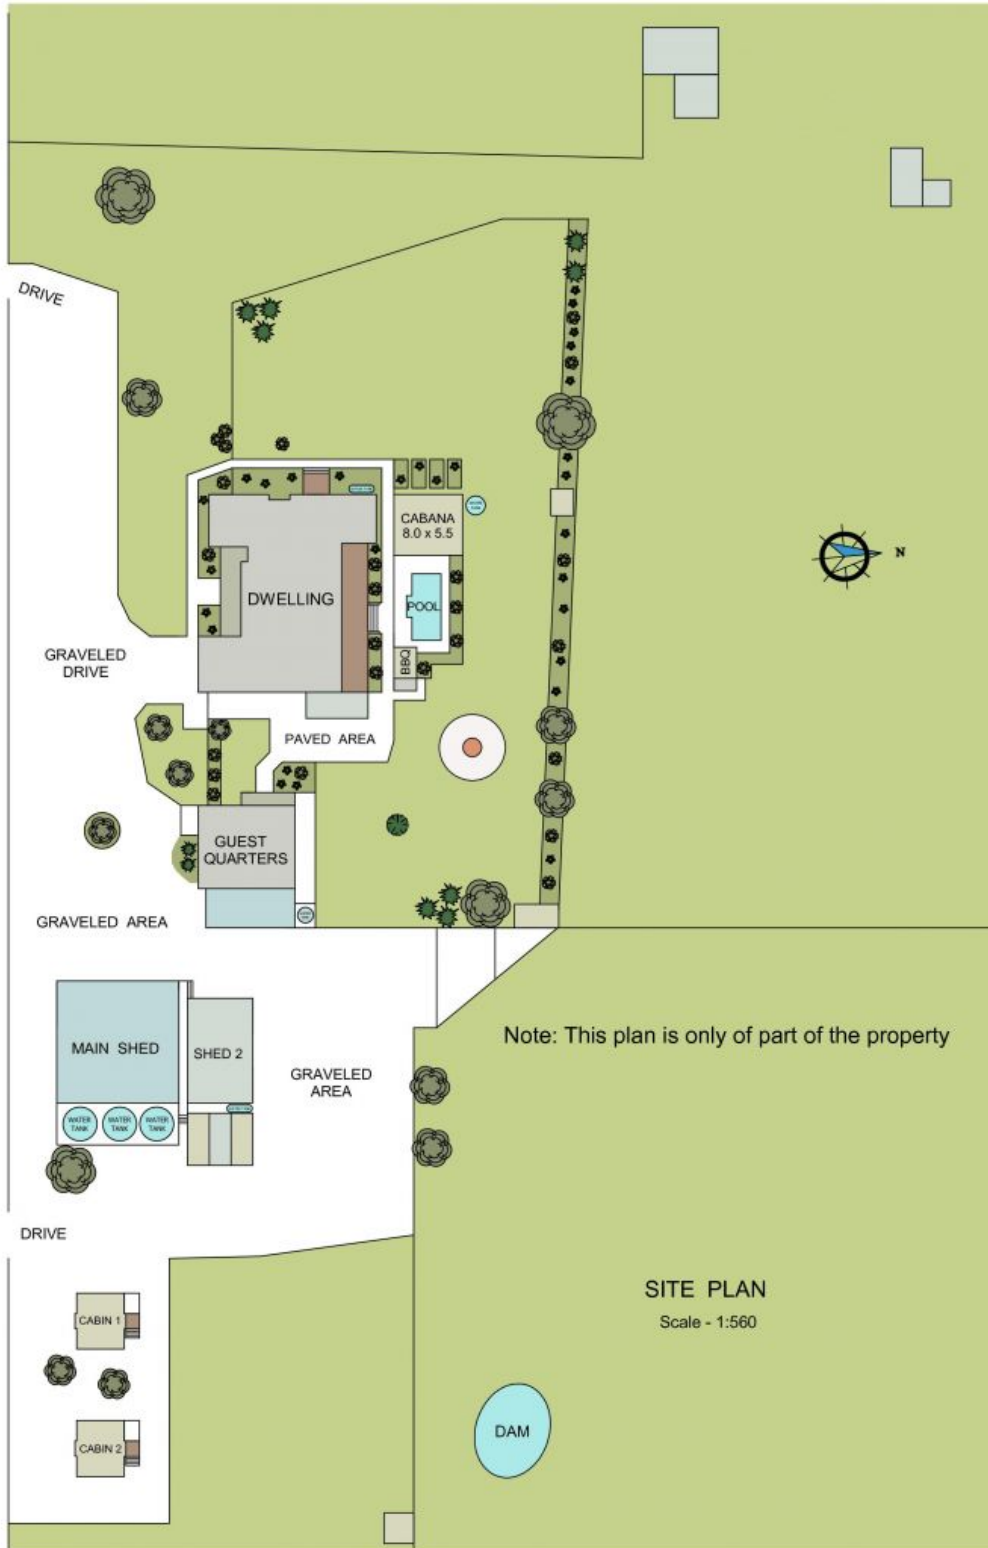 DRIVE
CABANA
8.0 x 5.5
N
DWELLING
POOL
GRAVELED
DRIVE
BBQ
PAVED AREA
GUEST
QUARTERS
GRAVELED AREA
Note: This plan is only of part of the property
MAIN SHED
SHED 2
GRAVELED
AREA
WATER
TANK
WATER
TANK
WATER
TANK
DRIVE
SITE PLAN
Scale - 1:560
CABIN 1
DAM
CABIN 2